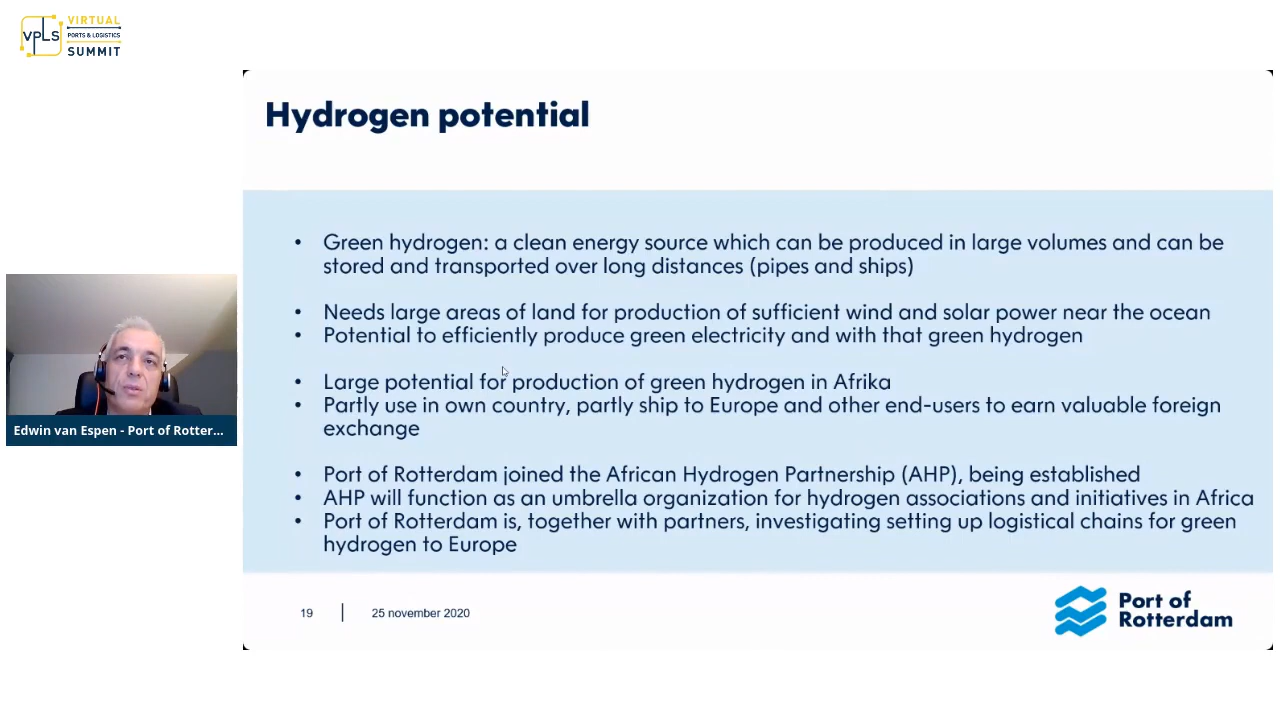 vpLs
VIRTUAL
PORTS & LOGISTICS
SUMMIT
Hydrogen potential
• Green hydrogen: a clean energy source which can be produced in large volumes and can be
stored and transported over long distances (pipes and ships)
• Needs large areas of land for production of sufficient wind and solar power near the ocean
• Potential to efficiently produce green electricity and with that green hydrogen
• Large potential for production of green hydrogen in Afrika
• Partly use in own country, partly ship to Europe and other end-users to earn valuable foreign
exchange
• Port of Rotterdam joined the African Hydrogen Partnership (AHP), being established
• AHP will function as an umbrella organization for hydrogen associations and initiatives in Africa
• Port of Rotterdam is, together with partners, investigating setting up logistical chains for green
hydrogen to Europe
Edwin van Espen - Port of Rotter...
19 | 25 november 2020
Port of
Rotterdam